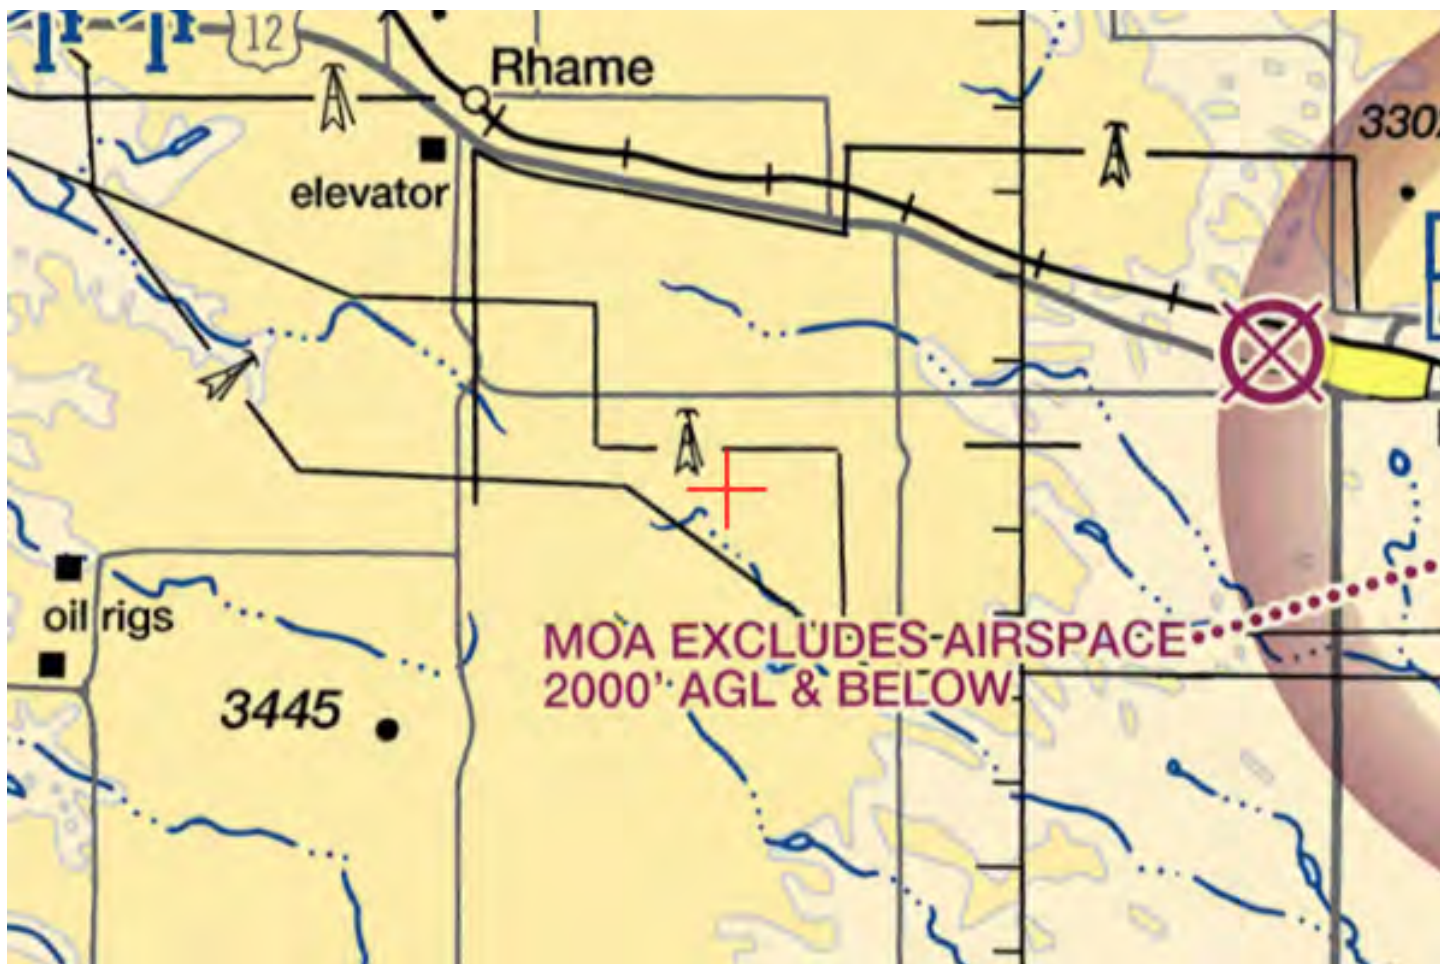 12
Rhame
330
elevator
oil rigs
MOA EXCLUDES AIRSPACE
2000' AGL & BELOW
3445